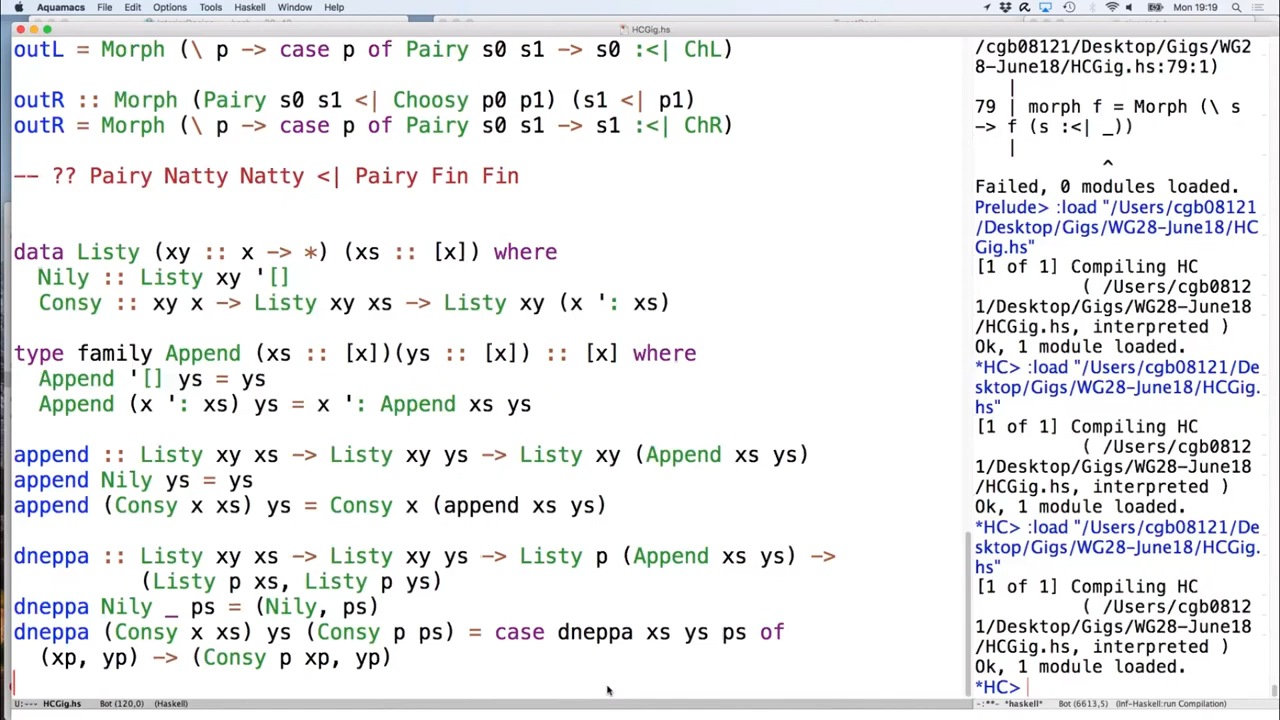 Aquamacs File Edit Options Tools Haskell Window Help Mon 19:19
HCGig.hs
outL = Morph (\ p -> case p of Pairy s0 s1 -> s0 :<| ChL)
outR :: Morph (Pairy s0 s1 <| Choosy p0 p1) (s1 <| p1)
outR = Morph (\ p -> case p of Pairy s0 s1 -> s1 :<| ChR)
-- ?? Pairy Natty Natty <| Pairy Fin Fin
data Listy (xy :: x -> *) (xs :: [x]) where
Nily :: Listy xy '[]
Consy :: xy x -> Listy xy xs -> Listy xy (x ': xs)
type family Append (xs :: [x])(ys :: [x]) :: [x] where
Append '[] ys = ys
Append (x ': xs) ys = x ': Append xs ys
append :: Listy xy xs -> Listy xy ys -> Listy xy (Append xs ys)
append Nily ys = ys
append (Consy x xs) ys = Consy x (append xs ys)
dneppa :: Listy xy xs -> Listy xy ys -> Listy p (Append xs ys) ->
(Listy p xs, Listy p ys)
dneppa Nily _ ps = (Nily, ps)
dneppa (Consy x xs) ys (Consy p ps) = case dneppa xs ys ps of
(xp, yp) -> (Consy p xp, yp)
U:--- HCGig.hs Bot (120,0) (Haskell)
/cgb08121/Desktop/Gigs/WG2
8-June18/HCGig.hs:79:1)
|
79 | morph f = Morph (\ s
-> f (s :<| _))
|
^
Failed, 0 modules loaded.
Prelude> :load "/Users/cgb08121
/Desktop/Gigs/WG28-June18/HC
Gig.hs"
[1 of 1] Compiling HC
( /Users/cgb0812
1/Desktop/Gigs/WG28-June18
/HCGig.hs, interpreted )
Ok, 1 module loaded.
*HC> :load "/Users/cgb08121/De
sktop/Gigs/WG28-June18/HCGig.
hs"
[1 of 1] Compiling HC
( /Users/cgb0812
1/Desktop/Gigs/WG28-June18
/HCGig.hs, interpreted )
Ok, 1 module loaded.
*HC> :load "/Users/cgb08121/De
sktop/Gigs/WG28-June18/HCGig.
hs"
[1 of 1] Compiling HC
( /Users/cgb0812
1/Desktop/Gigs/WG28-June18
/HCGig.hs, interpreted )
Ok, 1 module loaded.
*HC>
-:**- *haskell* Bot (6613,5) (Inf-Haskell:run Compilation)